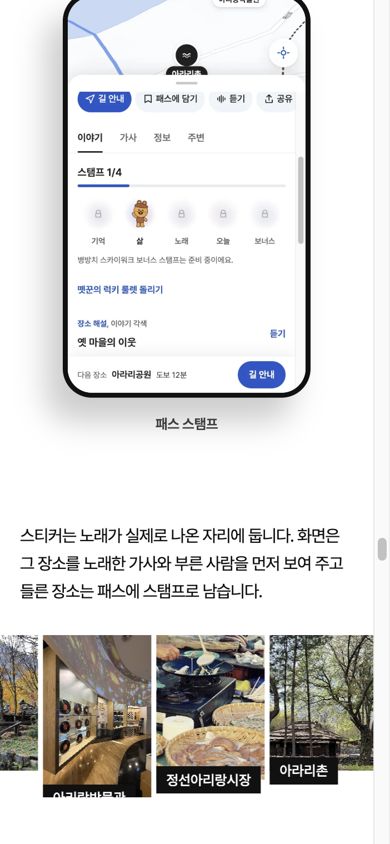 아라리촌
길 안내
패스에 담기
듣기
공유
이야기
가사
정보
주변
스탬프 1/4
기억
삶
노래
오늘
보너스
병방치 스카이워크 보너스 스탬프는 준비 중이에요.
뗏꾼의 럭키 룰렛 돌리기
장소 해설, 이야기 각색
듣기
옛 마을의 이웃
다음 장소 아라리공원 도보 12분
길 안내
패스 스탬프
스티커는 노래가 실제로 나온 자리에 둡니다. 화면은
그 장소를 노래한 가사와 부른 사람을 먼저 보여 주고
들른 장소는 패스에 스탬프로 남습니다.
아리랑박물관
정선아리랑시장
아라리촌